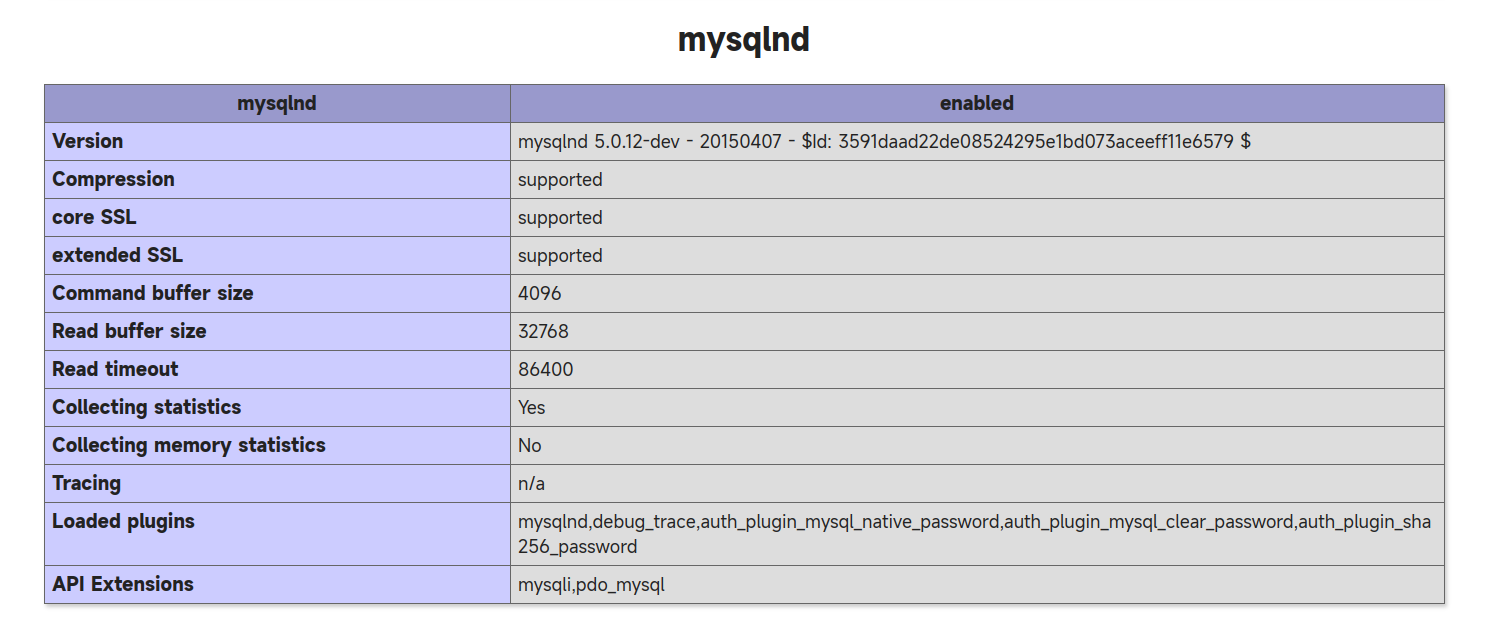 mysqlnd
mysqlnd enabled
Version mysqlnd 5.0.12-dev - 20150407 - $Id: 3591daad22de08524295e1bd073aceeff11e6579 $
Compression supported
core SSL supported
extended SSL supported
Command buffer size 4096
Read buffer size 32768
Read timeout 86400
Collecting statistics Yes
Collecting memory statistics No
Tracing n/a
Loaded plugins mysqlnd,debug_trace,auth_plugin_mysql_native_password,auth_plugin_mysql_clear_password,auth_plugin_sha
256_password
API Extensions mysqli,pdo_mysql